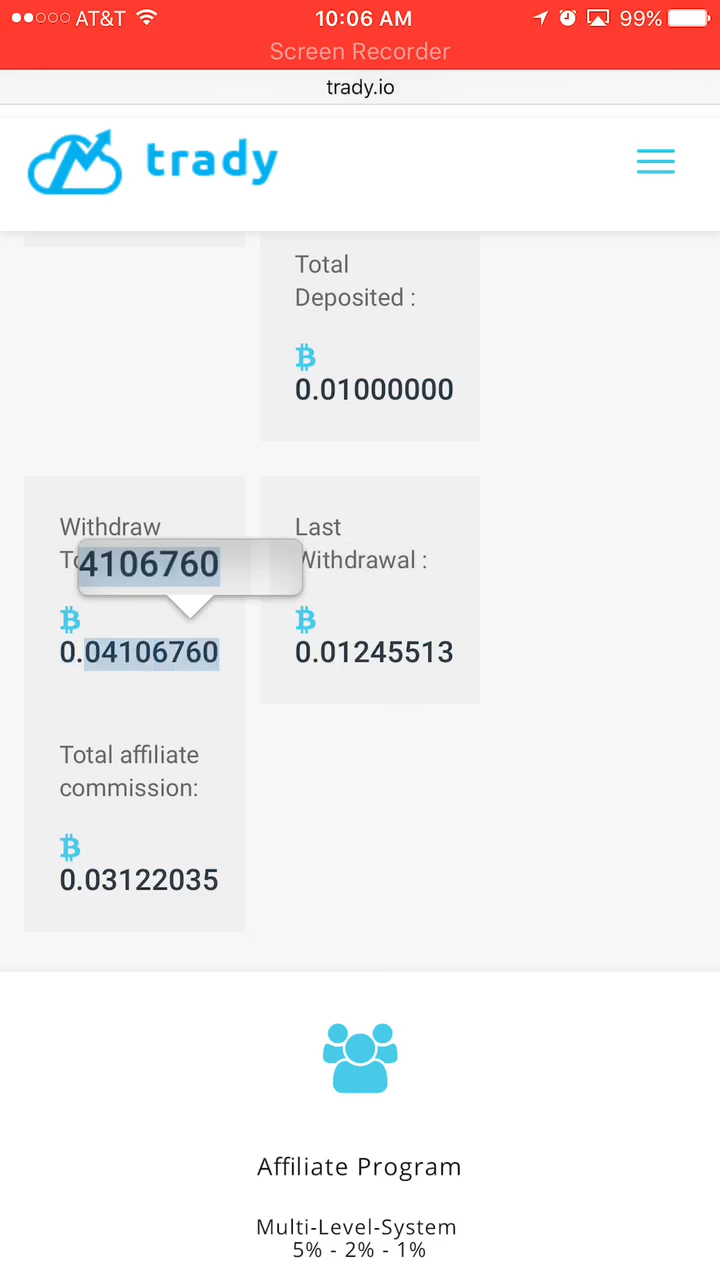 AT&T 10:06 AM 99%
Screen Recorder
trady.io
trady
Total
Deposited :
0.01000000
Withdraw
To
4106760
0.04106760
Last
Withdrawal :
0.01245513
Total affiliate
commission:
0.03122035
Affiliate Program
Multi-Level-System
5% - 2% - 1%